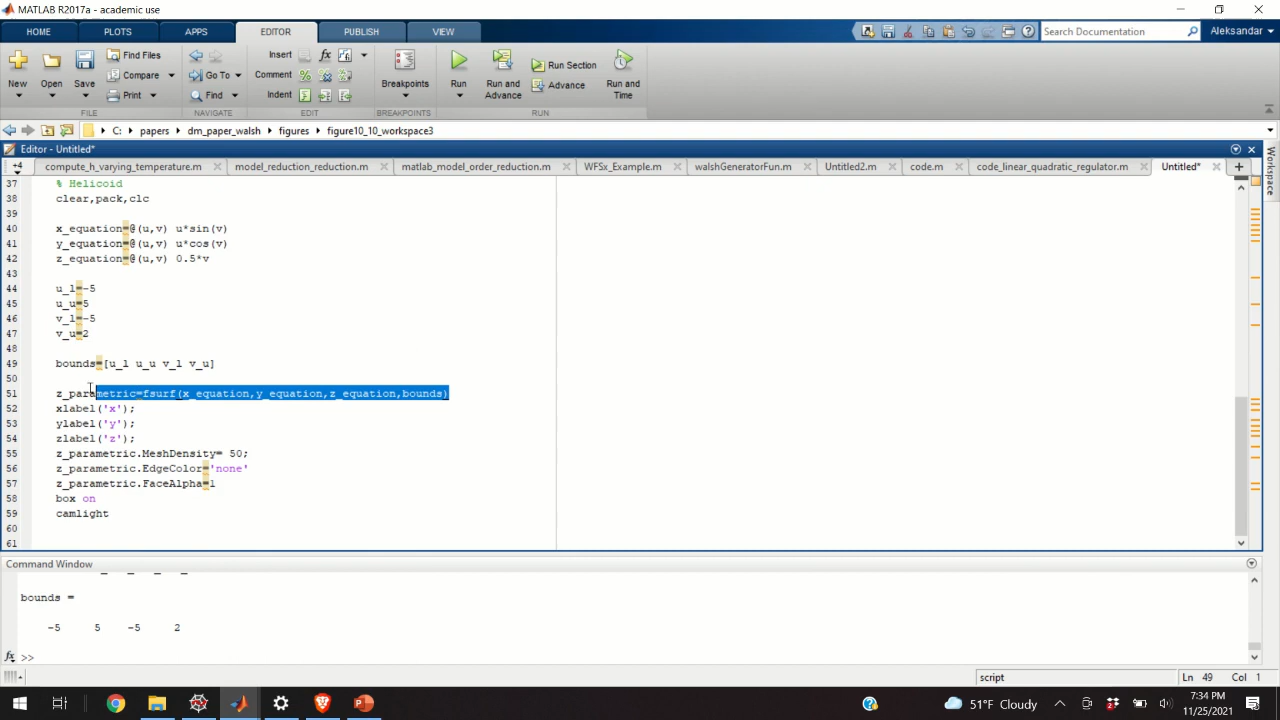 MATLAB R2017a - academic use
HOME PLOTS APPS EDITOR PUBLISH VIEW
Search Documentation
Aleksandar
New
Open
Save
Find Files
Compare
Print
Go To
Find
Insert
Comment
Indent
fx
Breakpoints
Run
Run and Advance
Run Section
Advance
Run and Time
FILE NAVIGATE EDIT BREAKPOINTS RUN
C: papers dm_paper_walsh figures figure10_10_workspace3
Editor - Untitled*
+4 compute_h_varying_temperature.m model_reduction_reduction.m matlab_model_order_reduction.m WFSx_Example.m walshGeneratorFun.m Untitled2.m code.m code_linear_quadratic_regulator.m Untitled*
Workspace
37 % Helicoid
38 clear,pack,clc
39
40 x_equation=@(u,v) u*sin(v)
41 y_equation=@(u,v) u*cos(v)
42 z_equation=@(u,v) 0.5*v
43
44 u_l=-5
45 u_u=5
46 v_l=-5
47 v_u=2
48
49 bounds=[u_l u_u v_l v_u]
50
51 z_parametric=fsurf(x_equation,y_equation,z_equation,bounds)
52 xlabel('x');
53 ylabel('y');
54 zlabel('z');
55 z_parametric.MeshDensity= 50;
56 z_parametric.EdgeColor='none'
57 z_parametric.FaceAlpha=1
58 box on
59 camlight
60
61
Command Window
bounds =
-5 5 -5 2
fx >>
script Ln 49 Col 1
51°F Cloudy
7:34 PM
11/25/2021